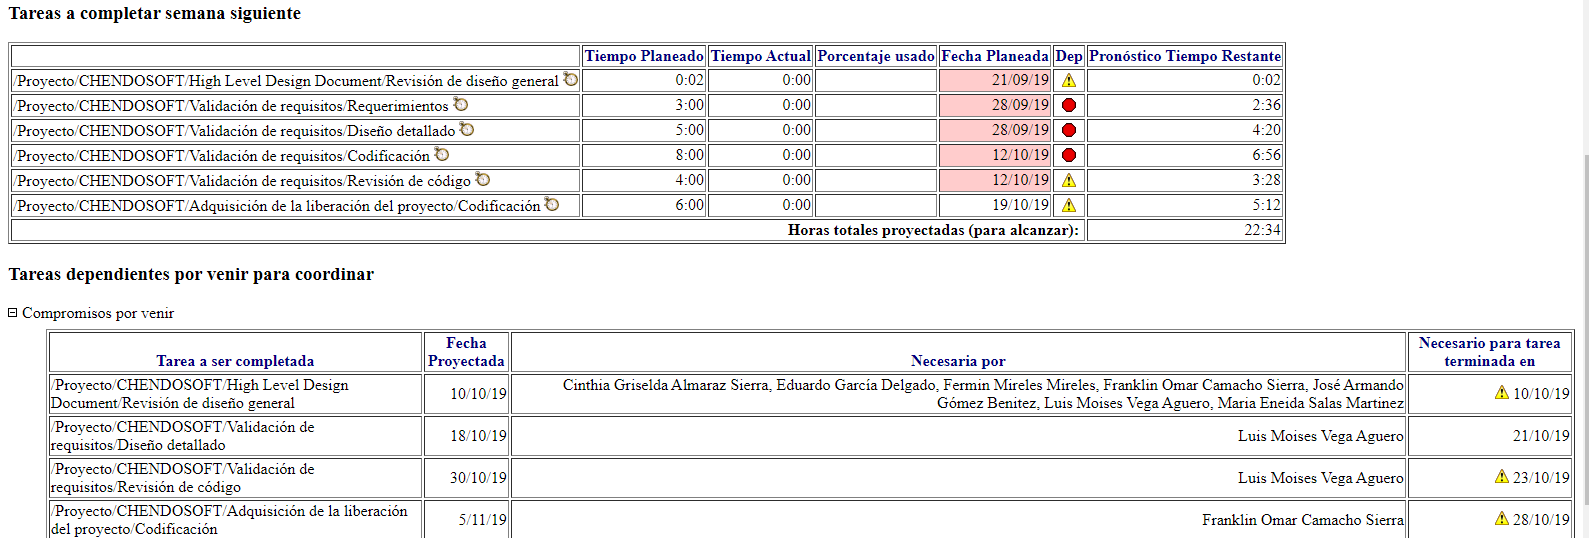 Tareas a completar semana siguiente
Tiempo Planeado Tiempo Actual Porcentaje usado Fecha Planeada Dep Pronóstico Tiempo Restante
/Proyecto/CHENDOSOFT/High Level Design Document/Revisión de diseño general 0:02 0:00 21/09/19 0:02
/Proyecto/CHENDOSOFT/Validación de requisitos/Requerimientos 3:00 0:00 28/09/19 2:36
/Proyecto/CHENDOSOFT/Validación de requisitos/Diseño detallado 5:00 0:00 28/09/19 4:20
/Proyecto/CHENDOSOFT/Validación de requisitos/Codificación 8:00 0:00 12/10/19 6:56
/Proyecto/CHENDOSOFT/Validación de requisitos/Revisión de código 4:00 0:00 12/10/19 3:28
/Proyecto/CHENDOSOFT/Adquisición de la liberación del proyecto/Codificación 6:00 0:00 19/10/19 5:12
Horas totales proyectadas (para alcanzar): 22:34
Tareas dependientes por venir para coordinar
Compromisos por venir
Tarea a ser completada
Fecha
Proyectada
Necesaria por
Necesario para tarea
terminada en
/Proyecto/CHENDOSOFT/High Level Design
Document/Revisión de diseño general
10/10/19
Cinthia Griselda Almaraz Sierra, Eduardo García Delgado, Fermin Mireles Mireles, Franklin Omar Camacho Sierra, José Armando
Gómez Benitez, Luis Moises Vega Aguero, Maria Eneida Salas Martinez
10/10/19
/Proyecto/CHENDOSOFT/Validación de
requisitos/Diseño detallado
18/10/19
Luis Moises Vega Aguero
21/10/19
/Proyecto/CHENDOSOFT/Validación de
requisitos/Revisión de código
30/10/19
Luis Moises Vega Aguero
23/10/19
/Proyecto/CHENDOSOFT/Adquisición de la liberación
del proyecto/Codificación
5/11/19
Franklin Omar Camacho Sierra
28/10/19